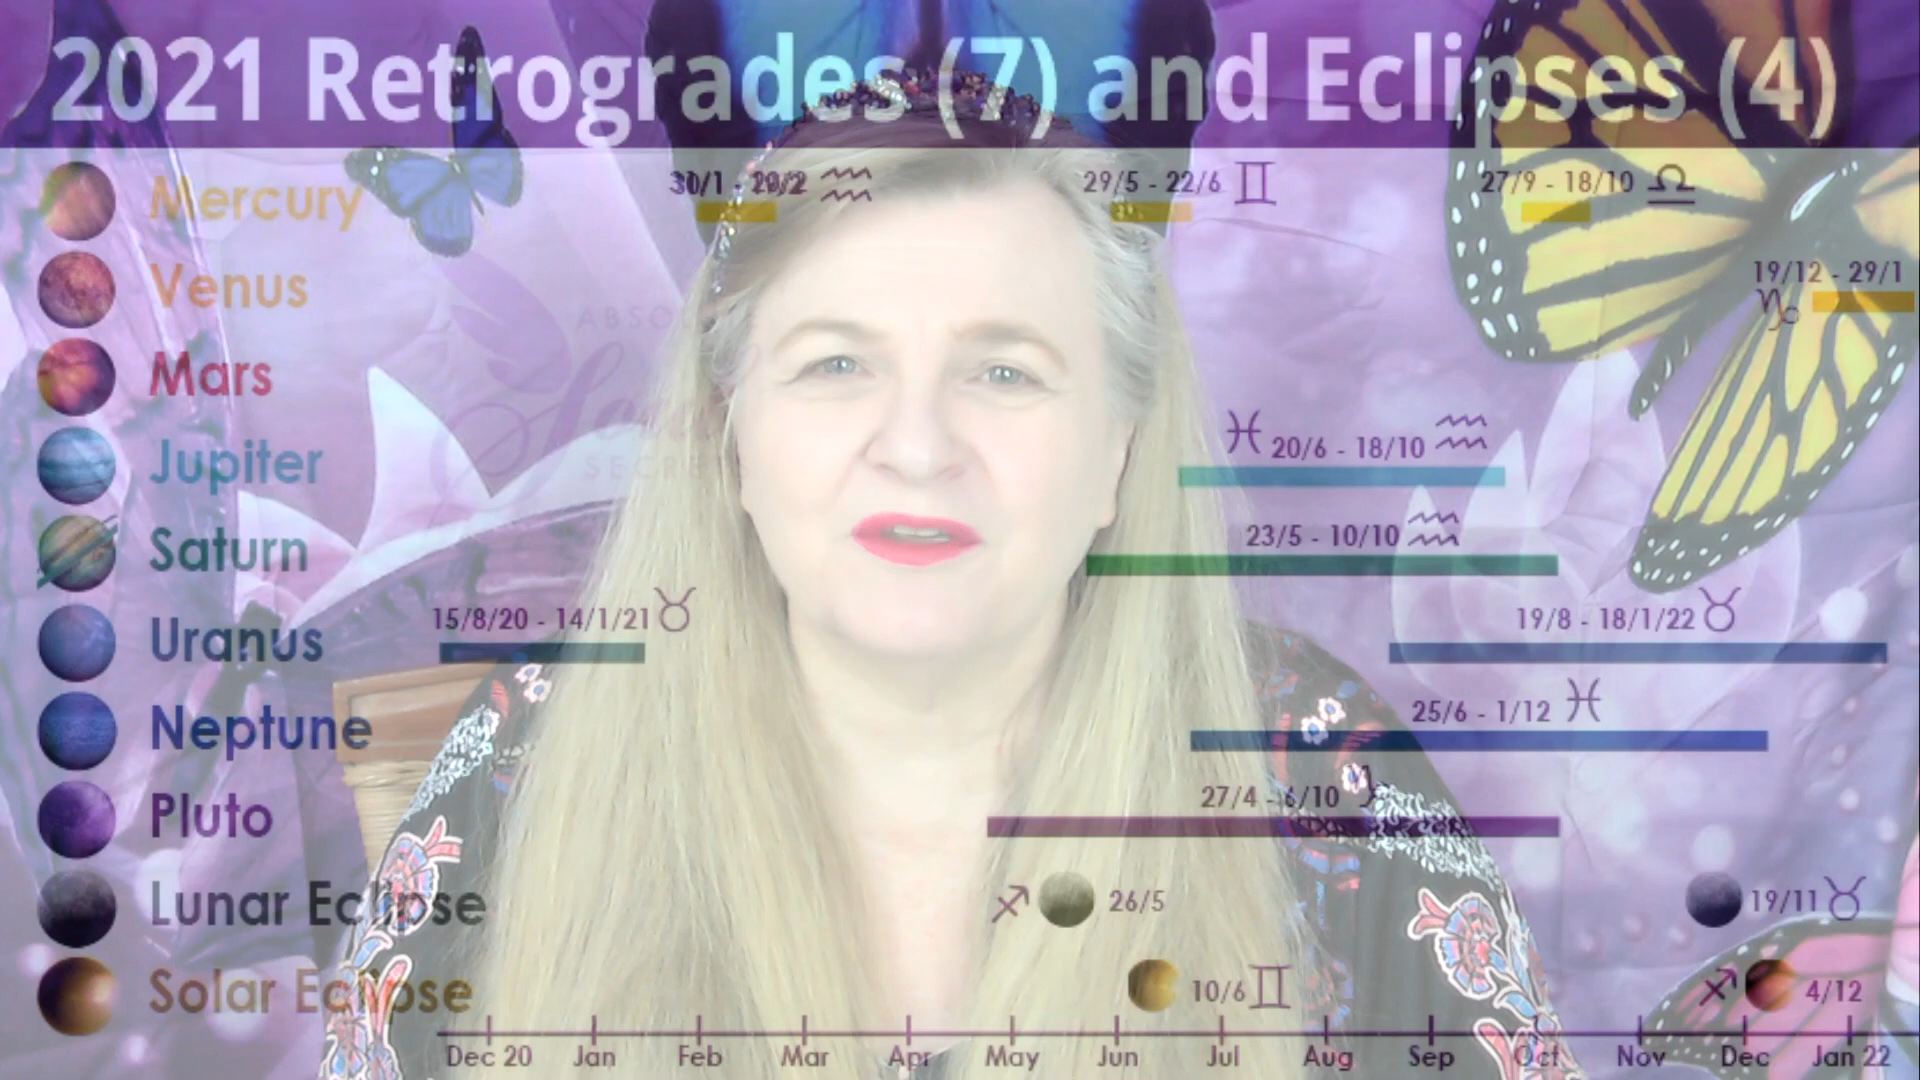 2021 Retrogrades (7) and Eclipses (4)
Mercury
30/1 - 20/2 ♒
29/5 - 22/6 ♊
27/9 - 18/10 ♎
Venus
19/12 - 29/1
♑
Mars
Jupiter
♓ 20/6 - 18/10 ♒
Saturn
23/5 - 10/10 ♒
Uranus
15/8/20 - 14/1/21 ♉
19/8 - 18/1/22 ♉
Neptune
25/6 - 1/12 ♓
Pluto
27/4 - 6/10
Lunar Eclipse
♐ 26/5
19/11 ♉
Solar Eclipse
10/6 ♊
♐ 4/12
Dec 20 Jan Feb Mar Apr May Jun Jul Aug Sep Oct Nov Dec Jan 22